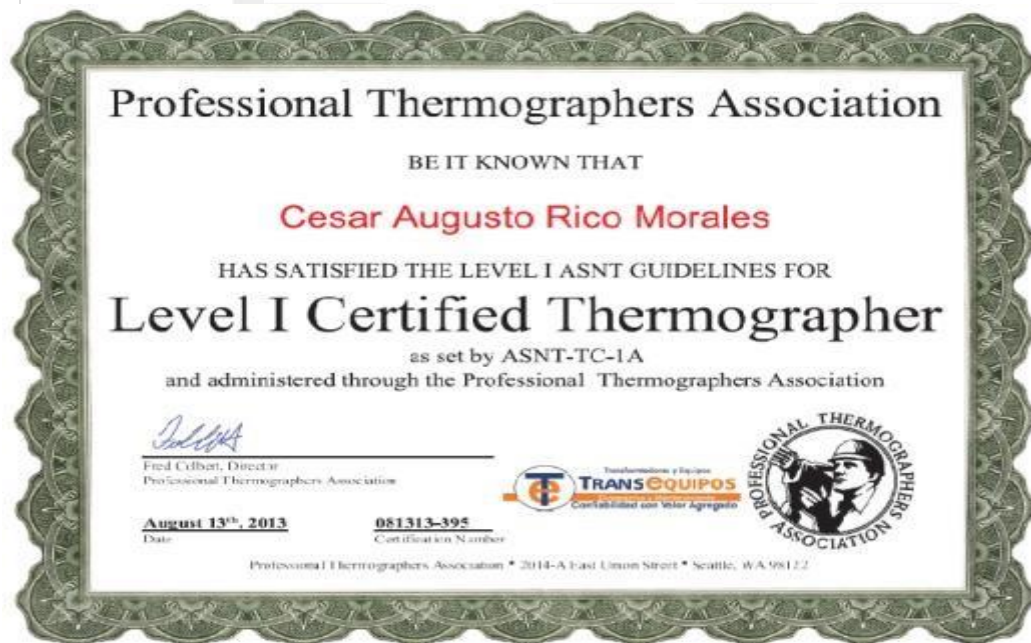 Professional Thermographers Association
BE IT KNOWN THAT
Cesar Augusto Rico Morales
HAS SATISFIED THE LEVEL I ASNT GUIDELINES FOR
Level I Certified Thermographer
as set by ASNT-TC-1A
and administered through the Professional Thermographers Association
Fred Colbert, Director
Professional Thermographers Association
Transformadores y Equipos
TRANSEQUIPOS
Confiabilidad con Valor Agregado
PROFESSIONAL THERMOGRAPHERS
ASSOCIATION
August 13th, 2013
081313-395
Date
Certification Number
Professional Thermographers Association * 2014-A East Union Street * Seattle, WA 98122